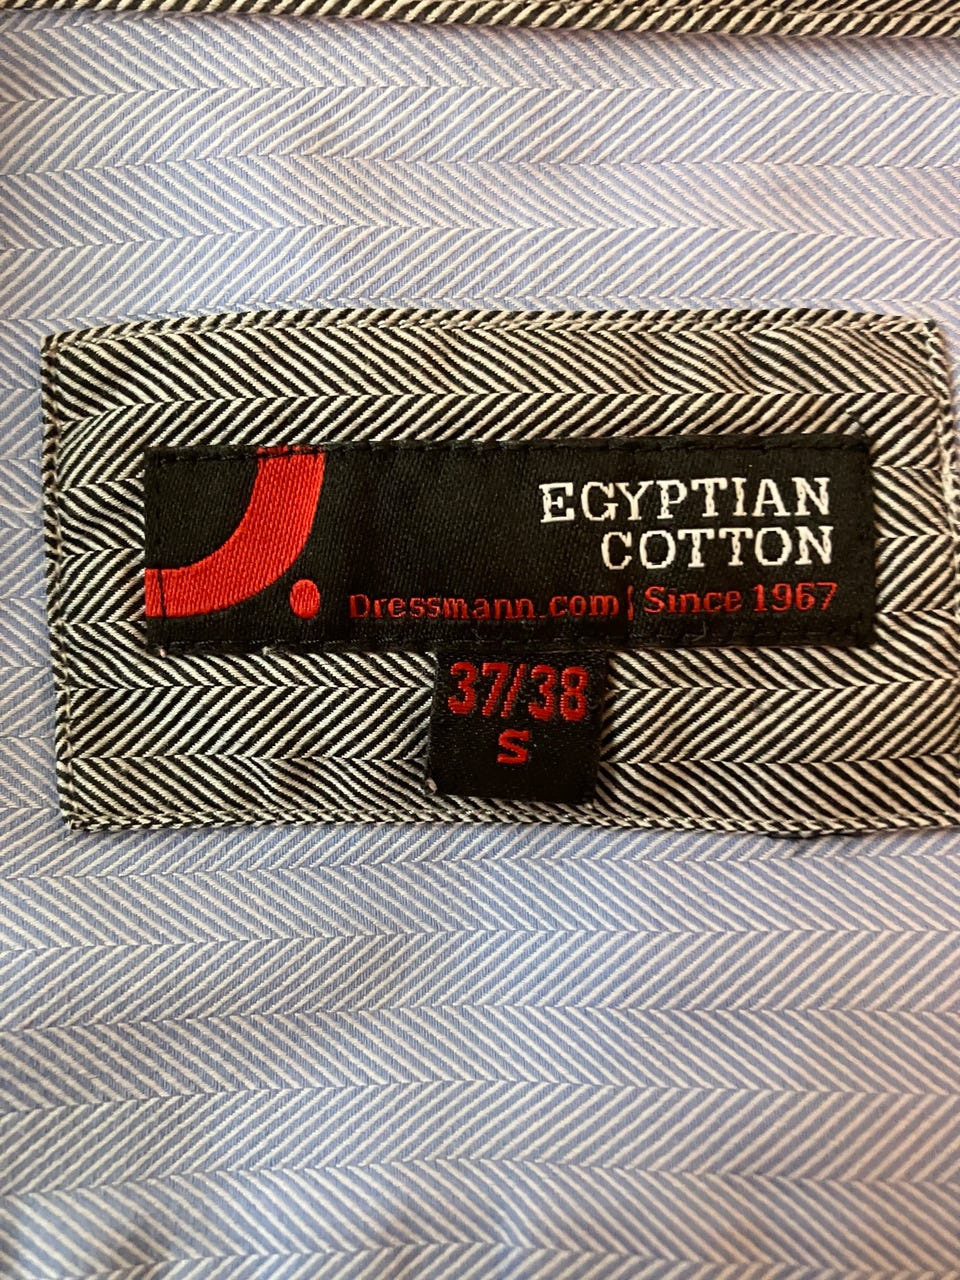 EGYPTIAN
COTTON
Dressmann.com | Since 1967
37/38
S